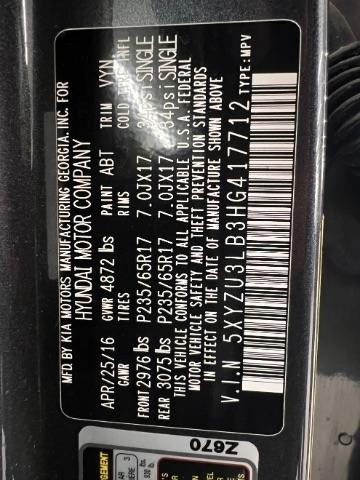 MFD. BY KIA MOTORS MANUFACTURING GEORGIA. INC. FOR
HYUNDAI MOTOR COMPANY
APR/25/16 GVWR 4872 lbs PAINT ABT TRIM VYN
GAWR TIRES RIMS COLD
FRONT 2976 lbs P235/65R17 7.0JX17 34psi SINGLE
REAR 3075 lbs P235/65R17 7.0JX17 34psi SINGLE
THIS VEHICLE CONFORMS TO ALL APPLICABLE U.S.A. FEDERAL
MOTOR VEHICLE SAFETY AND THEFT PREVENTION STANDARDS
IN EFFECT ON THE DATE OF MANUFACTURE SHOWN ABOVE.
V.I.N 5XYZU3LB3HG417712 TYPE: MPV
Z670